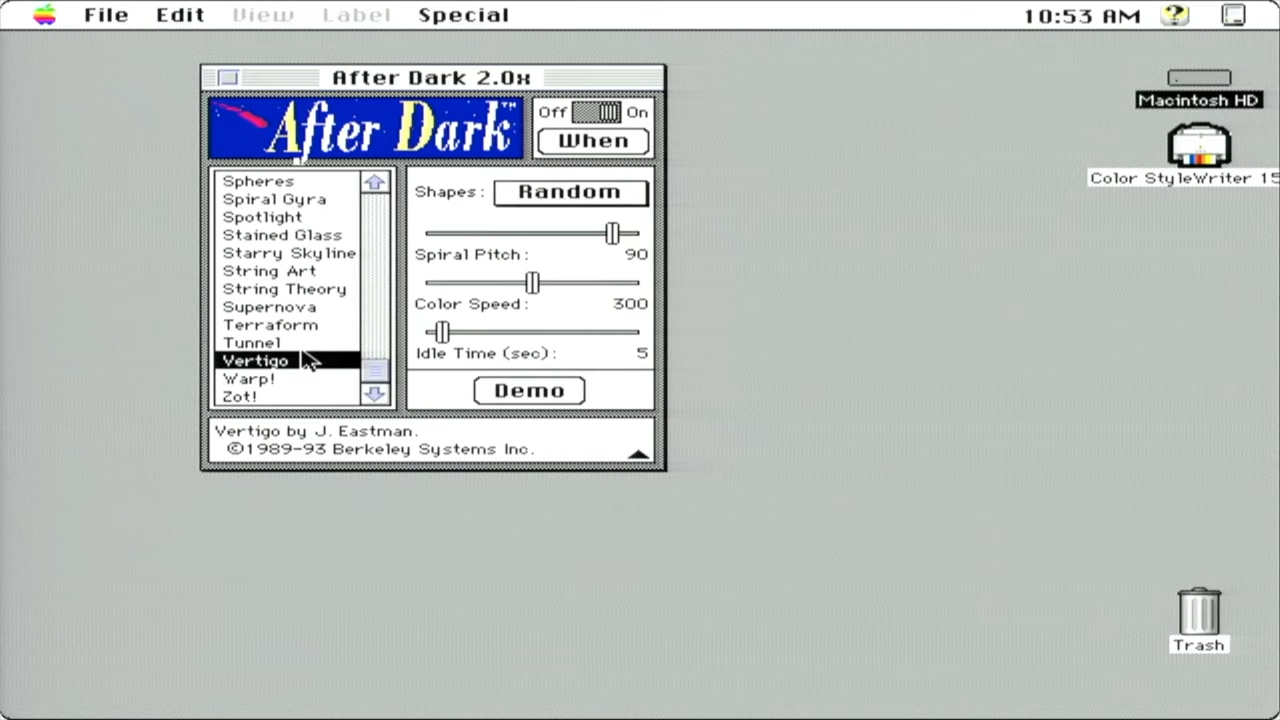 File Edit View Label Special 10:53 AM
After Dark 2.0x
After Dark™
Off On
When
Spheres
Spiral Gyra
Spotlight
Stained Glass
Starry Skyline
String Art
String Theory
Supernova
Terraform
Tunnel
Vertigo
Warp!
Zot!
Shapes: Random
Spiral Pitch: 90
Color Speed: 300
Idle Time (sec): 5
Demo
Vertigo by J. Eastman.
©1989-93 Berkeley Systems Inc.
Macintosh HD
Color StyleWriter 15
Trash